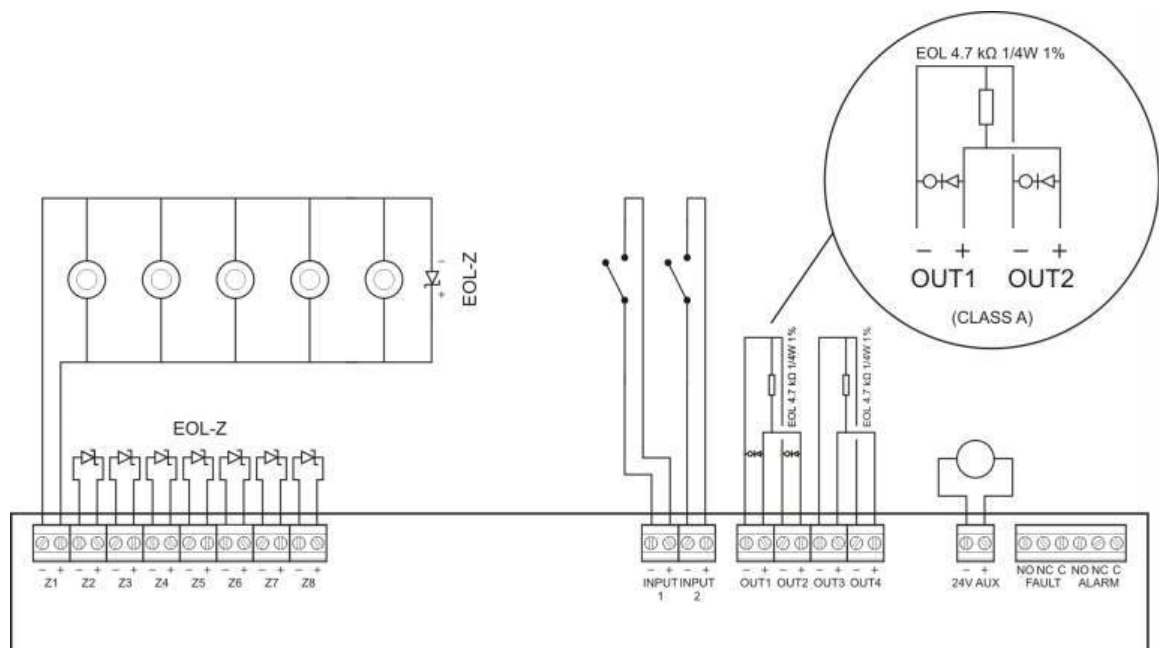 EOL 4.7 kΩ 1/4W 1%
– + – +
OUT1 OUT2
(CLASS A)
– +
EOL-Z
EOL 4.7 kΩ 1/4W 1%
EOL 4.7 kΩ 1/4W 1%
EOL-Z
– + – + – + – + – + – + – + – +
Z1 Z2 Z3 Z4 Z5 Z6 Z7 Z8
– + – +
INPUT 1
INPUT 2
– + – + – + – +
OUT1 OUT2 OUT3 OUT4
– +
24V AUX
NO NC C NO NC C
FAULT ALARM